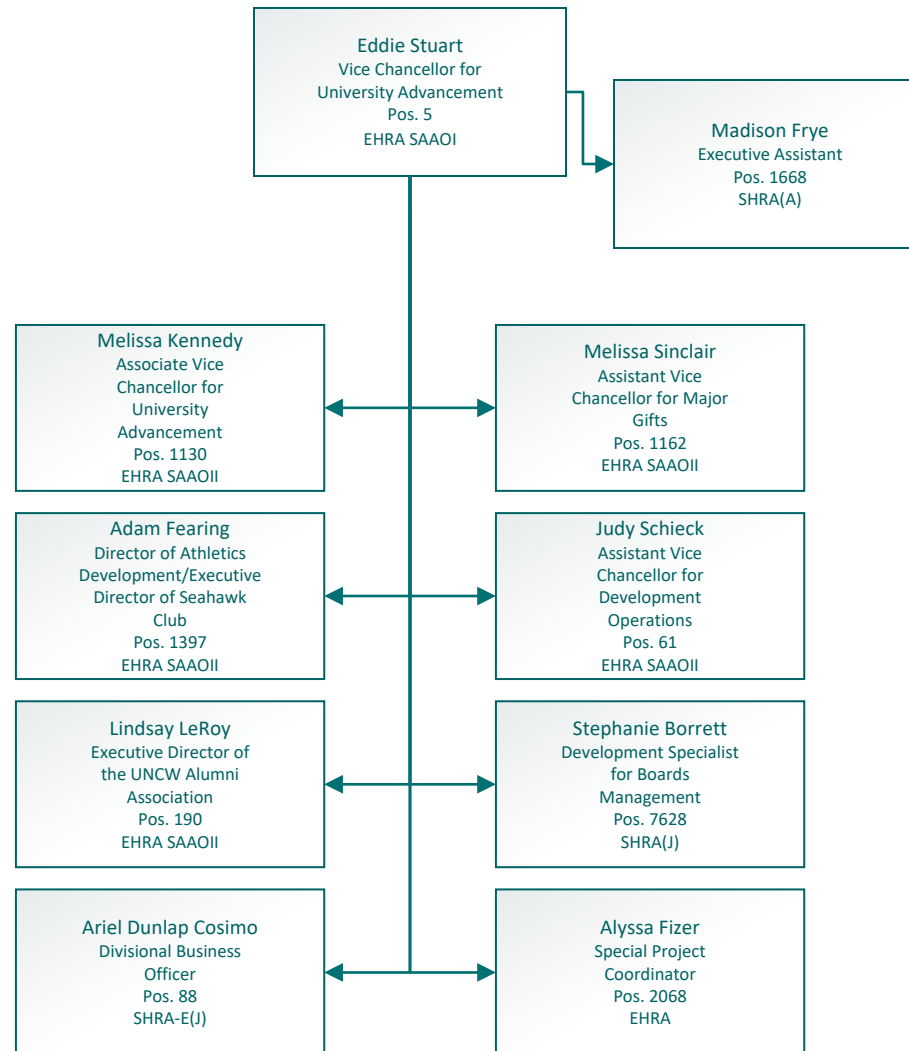 Eddie Stuart
Vice Chancellor for
University Advancement
Pos. 5
EHRA SAAOI
Madison Frye
Executive Assistant
Pos. 1668
SHRA(A)
Melissa Kennedy
Associate Vice
Chancellor for
University
Advancement
Pos. 1130
EHRA SAAOII
Melissa Sinclair
Assistant Vice
Chancellor for Major
Gifts
Pos. 1162
EHRA SAAOII
Adam Fearing
Director of Athletics
Development/Executive
Director of Seahawk
Club
Pos. 1397
EHRA SAAOII
Judy Schieck
Assistant Vice
Chancellor for
Development
Operations
Pos. 61
EHRA SAAOII
Lindsay LeRoy
Executive Director of
the UNCW Alumni
Association
Pos. 190
EHRA SAAOII
Stephanie Borrett
Development Specialist
for Boards
Management
Pos. 7628
SHRA(J)
Ariel Dunlap Cosimo
Divisional Business
Officer
Pos. 88
SHRA-E(J)
Alyssa Fizer
Special Project
Coordinator
Pos. 2068
EHRA